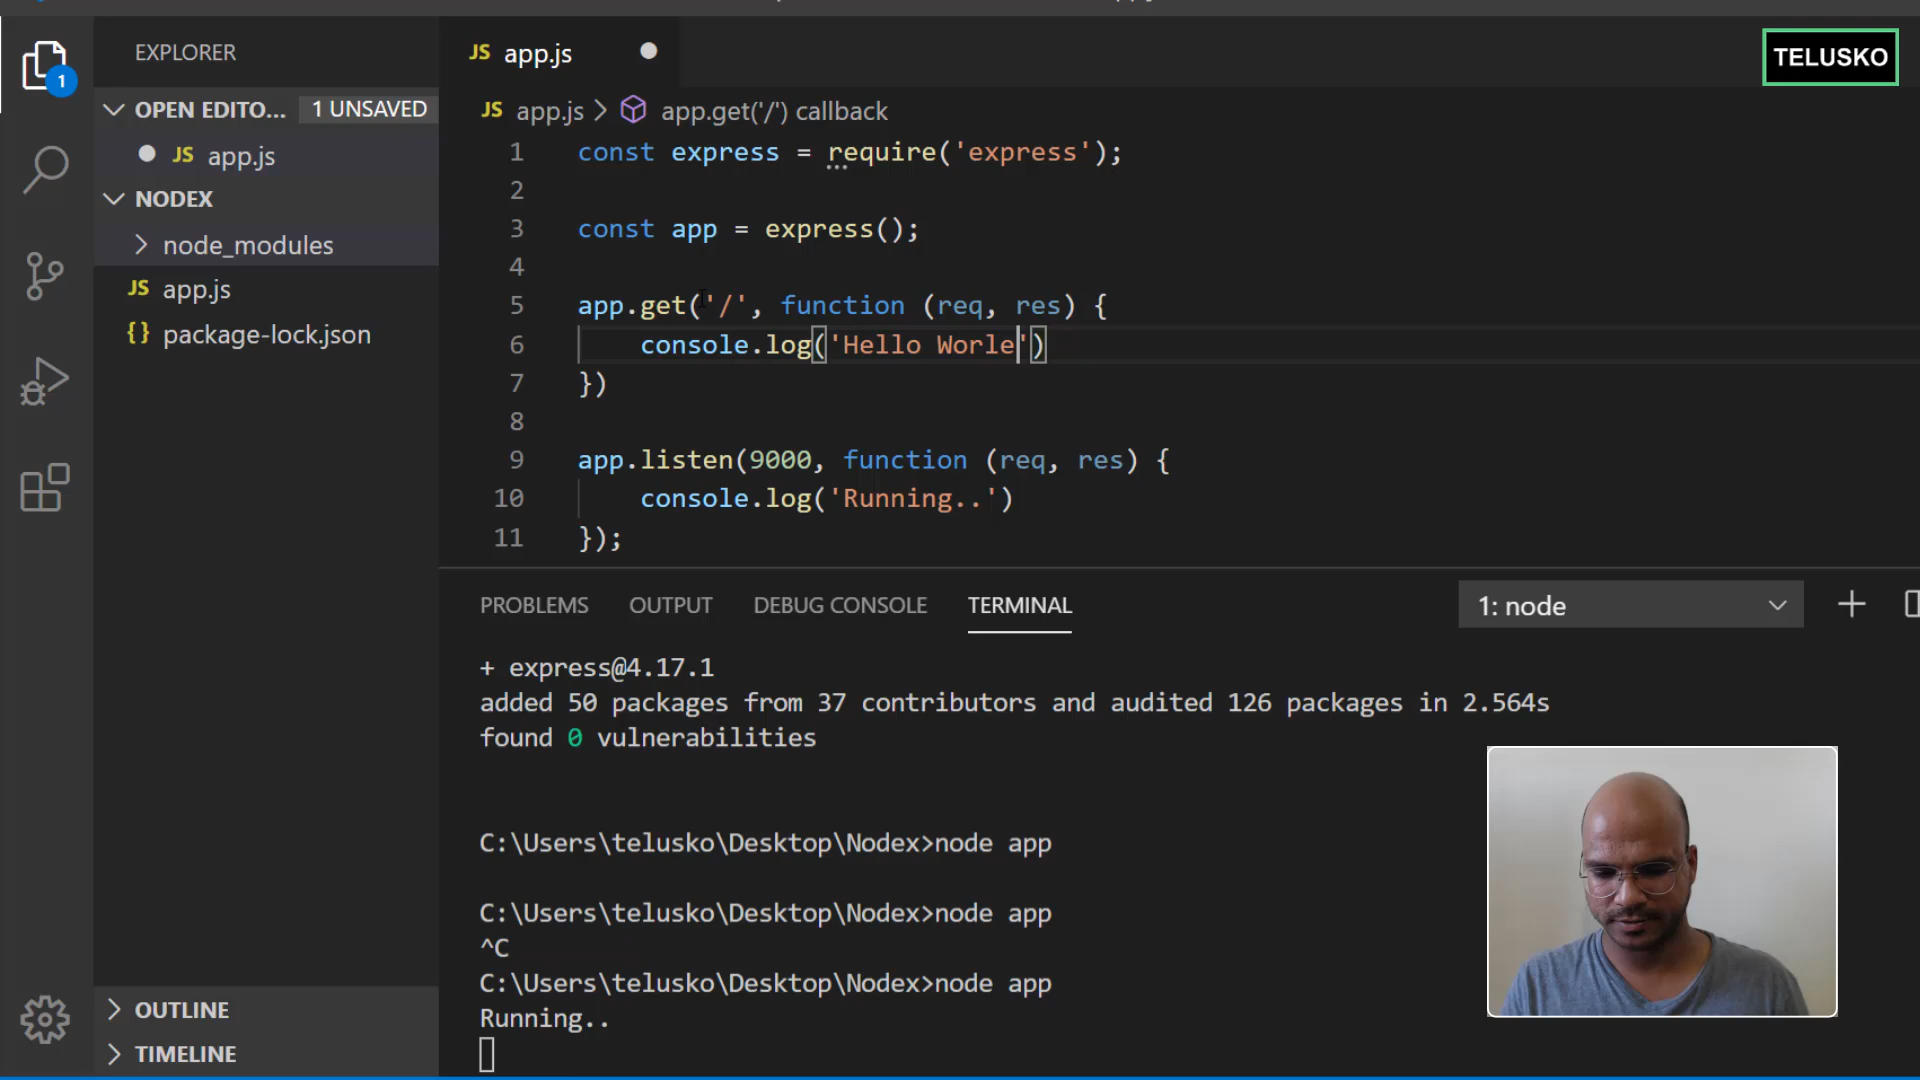 EXPLORER
OPEN EDITO... 1 UNSAVED
JS app.js
NODEX
node_modules
JS app.js
{} package-lock.json
OUTLINE
TIMELINE
1
JS app.js
TELUSKO
JS app.js > app.get('/') callback
1 const express = require('express');
2
3 const app = express();
4
5 app.get('/', function (req, res) {
6 console.log('Hello Worle')
7 })
8
9 app.listen(9000, function (req, res) {
10 console.log('Running..')
11 });
PROBLEMS OUTPUT DEBUG CONSOLE TERMINAL 1: node
+ express@4.17.1
added 50 packages from 37 contributors and audited 126 packages in 2.564s
found 0 vulnerabilities
C:\Users\telusko\Desktop\Nodex>node app
C:\Users\telusko\Desktop\Nodex>node app
^C
C:\Users\telusko\Desktop\Nodex>node app
Running..